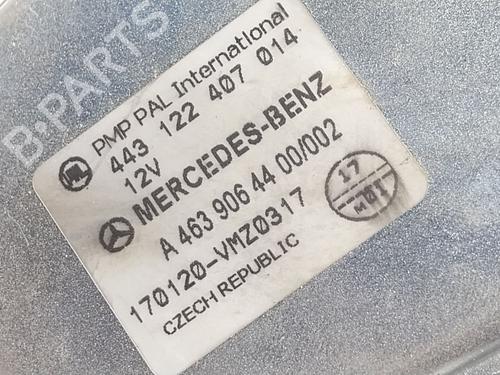 PMP PAL International
443 122 407 014
12V
MERCEDES-BENZ
A 463 906 44 00/002
170120-VMZ0317
CZECH REPUBLIC
17
M01
B-PARTS